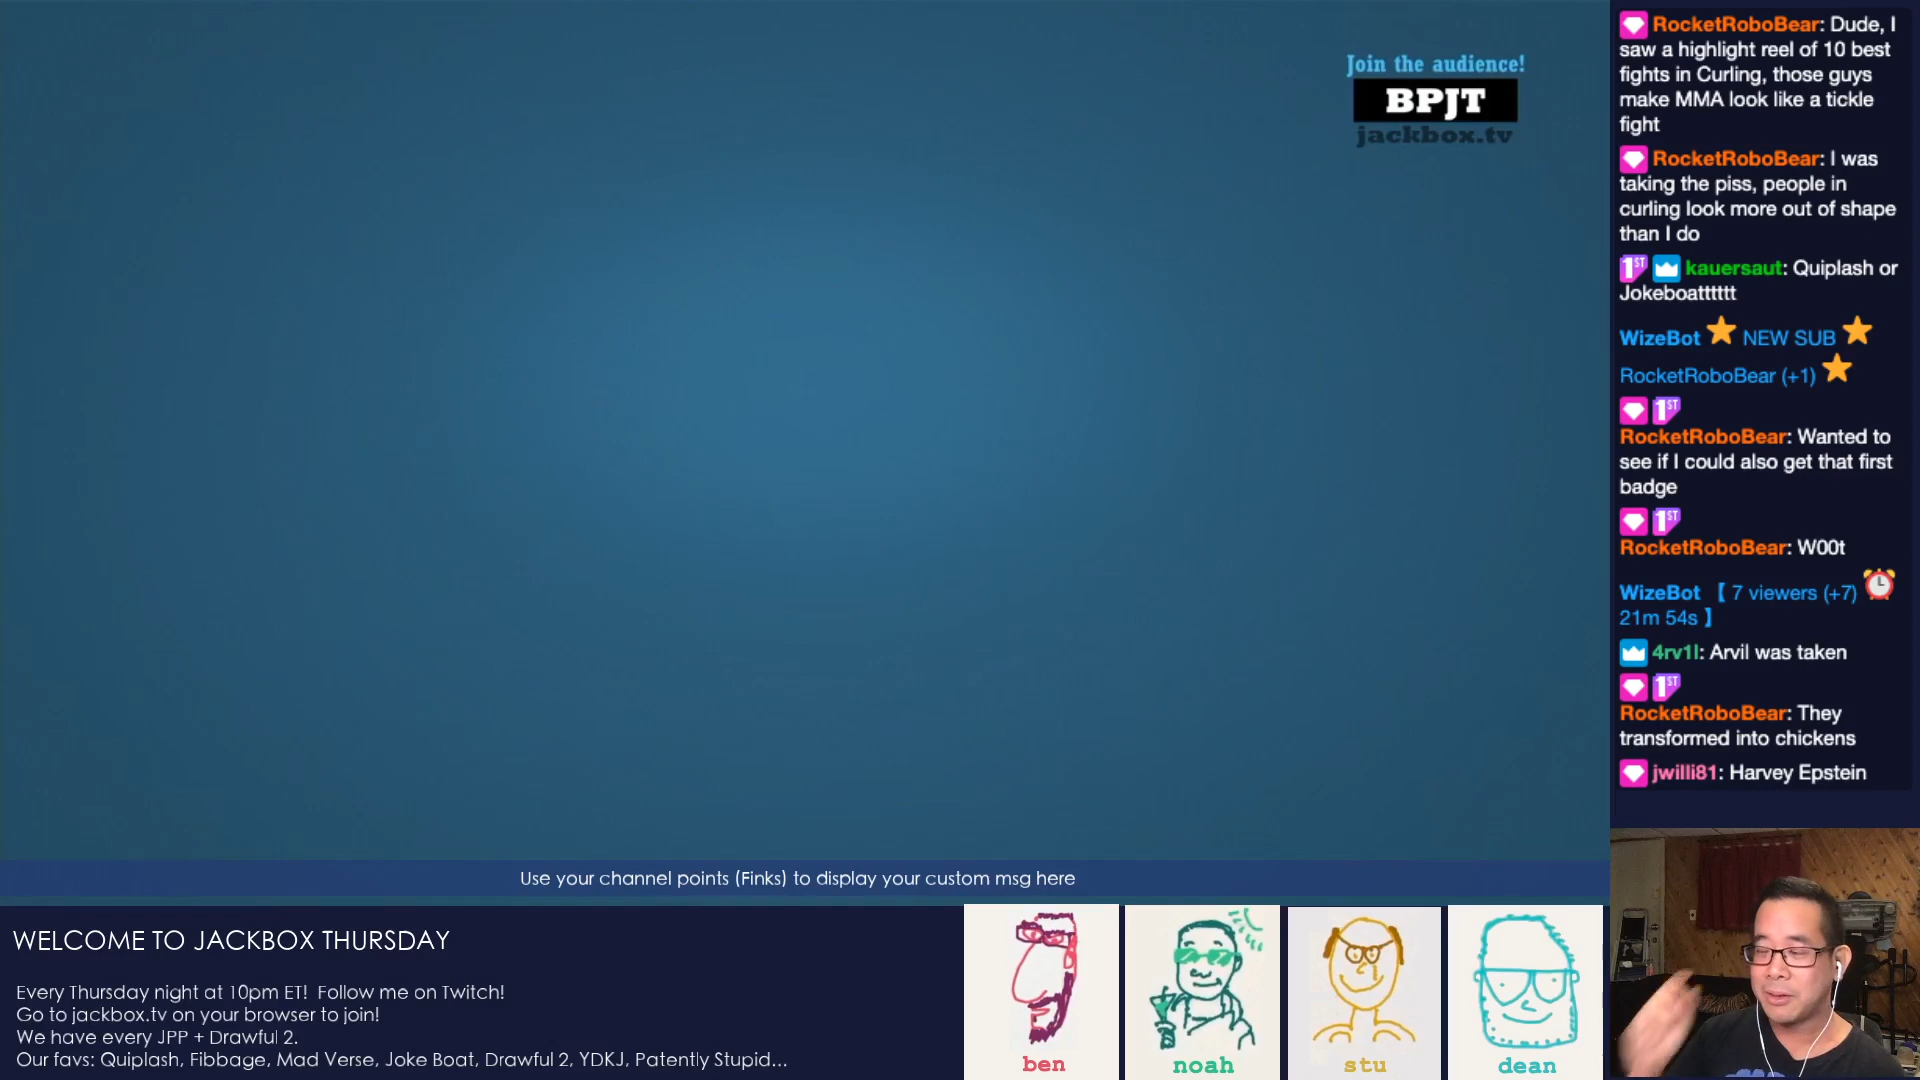 Join the audience!
BPJT
jackbox.tv
RocketRoboBear: Dude, I
saw a highlight reel of 10 best
fights in Curling, those guys
make MMA look like a tickle
fight
RocketRoboBear: I was
taking the piss, people in
curling look more out of shape
than I do
1ST kauersaut: Quiplash or
Jokeboatttttt
WizeBot NEW SUB
RocketRoboBear (+1)
1ST
RocketRoboBear: Wanted to
see if I could also get that first
badge
1ST
RocketRoboBear: W00t
WizeBot 【 7 viewers (+7)
21m 54s 】
4rv1l: Arvil was taken
1ST
RocketRoboBear: They
transformed into chickens
jwilli81: Harvey Epstein
Use your channel points (Finks) to display your custom msg here
WELCOME TO JACKBOX THURSDAY
Every Thursday night at 10pm ET! Follow me on Twitch!
Go to jackbox.tv on your browser to join!
We have every JPP + Drawful 2.
Our favs: Quiplash, Fibbage, Mad Verse, Joke Boat, Drawful 2, YDKJ, Patently Stupid...
ben
noah
stu
dean